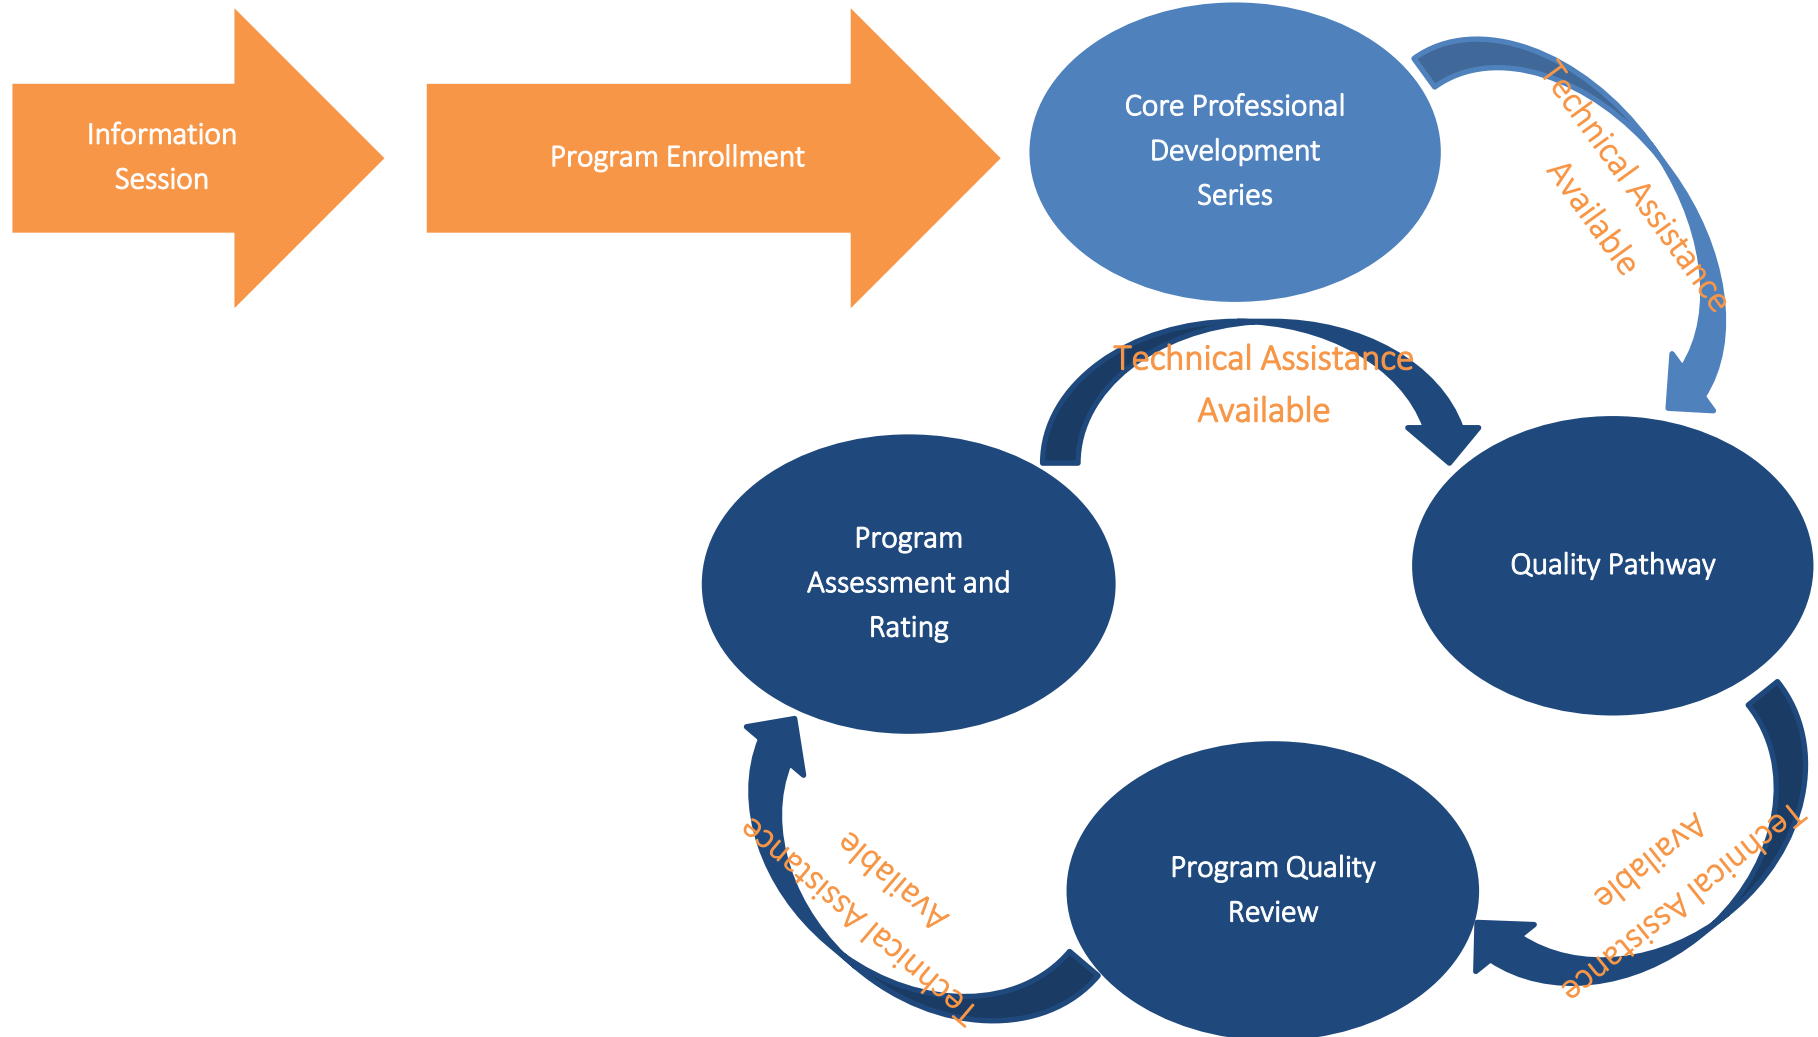 Information
Session
Program Enrollment
Core Professional
Development
Series
Technical Assistance
Available
Technical Assistance
Available
Program
Assessment and
Rating
Quality Pathway
Technical Assistance
Available
Program Quality
Review
Technical Assistance
Available